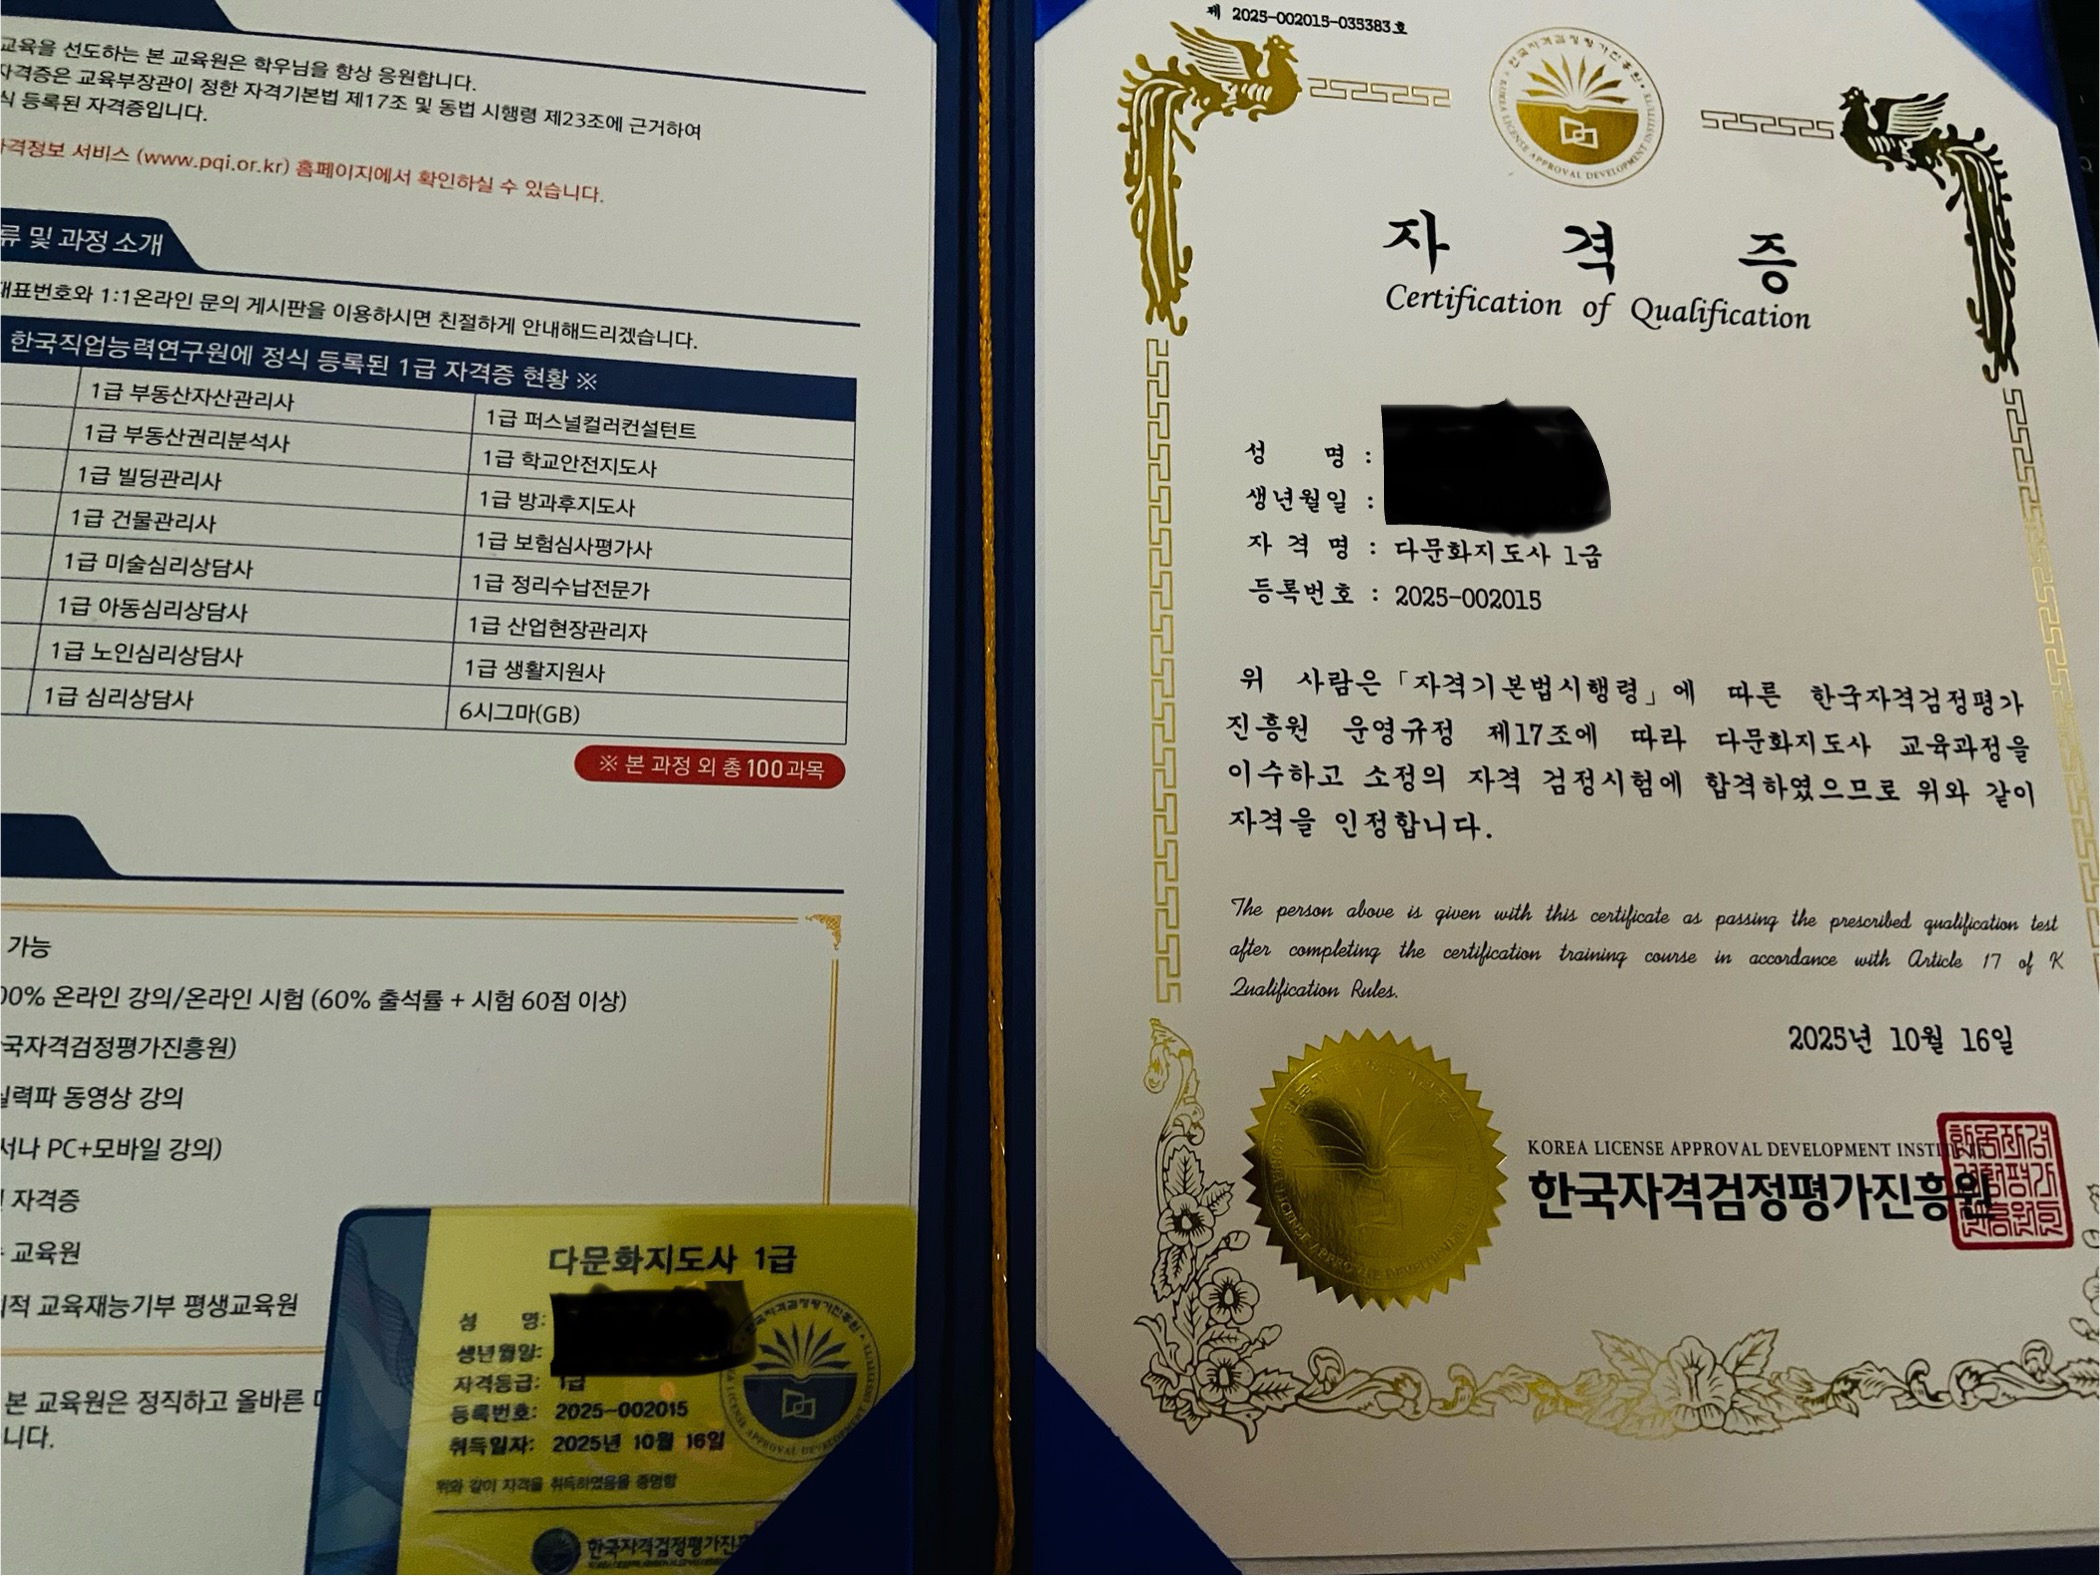 교육을 선도하는 본 교육원은 학우님을 항상 응원합니다.
자격증은 교육부장관이 정한 자격기본법 제17조 및 동법 시행령 제23조에 근거하여
식 등록된 자격증입니다.
자격정보 서비스 (www.pqi.or.kr) 홈페이지에서 확인하실 수 있습니다.
류 및 과정 소개
대표번호와 1:1온라인 문의 게시판을 이용하시면 친절하게 안내해드리겠습니다.
한국직업능력연구원에 정식 등록된 1급 자격증 현황 ※
1급 부동산자산관리사 1급 퍼스널컬러컨설턴트
1급 부동산권리분석사 1급 학교안전지도사
1급 빌딩관리사 1급 방과후지도사
1급 건물관리사 1급 보험심사평가사
1급 미술심리상담사 1급 정리수납전문가
1급 아동심리상담사 1급 산업현장관리자
1급 노인심리상담사 1급 생활지원사
1급 심리상담사 6시그마(GB)
※ 본 과정 외 총 100과목
가능
00% 온라인 강의/온라인 시험 (60% 출석률 + 시험 60점 이상)
국자격검정평가진흥원)
실력파 동영상 강의
서나 PC+모바일 강의)
자격증
교육원
적 교육재능기부 평생교육원
본 교육원은 정직하고 올바른
니다.
다문화지도사 1급
성 명:
생년월일:
자격등급: 1급
등록번호: 2025-002015
취득일자: 2025년 10월 16일
위와 같이 자격을 취득하였음을 증명함
한국자격검정평가진
제 2025-002015-035383호
한국자격검정평가진흥원
KOREA LICENSE APPROVAL DEVELOPMENT INSTITUTE
자 격 증
Certification of Qualification
성 명 :
생년월일 :
자 격 명 : 다문화지도사 1급
등록번호 : 2025-002015
위 사람은 「자격기본법시행령」에 따른 한국자격검정평가
진흥원 운영규정 제17조에 따라 다문화지도사 교육과정을
이수하고 소정의 자격 검정시험에 합격하였으므로 위와 같이
자격을 인정합니다.
The person above is given with this certificate as passing the prescribed qualification test
after completing the certification training course in accordance with Article 17 of K
Qualification Rules.
2025년 10월 16일
KOREA LICENSE APPROVAL DEVELOPMENT INSTITUTE
한국자격검정평가진흥원